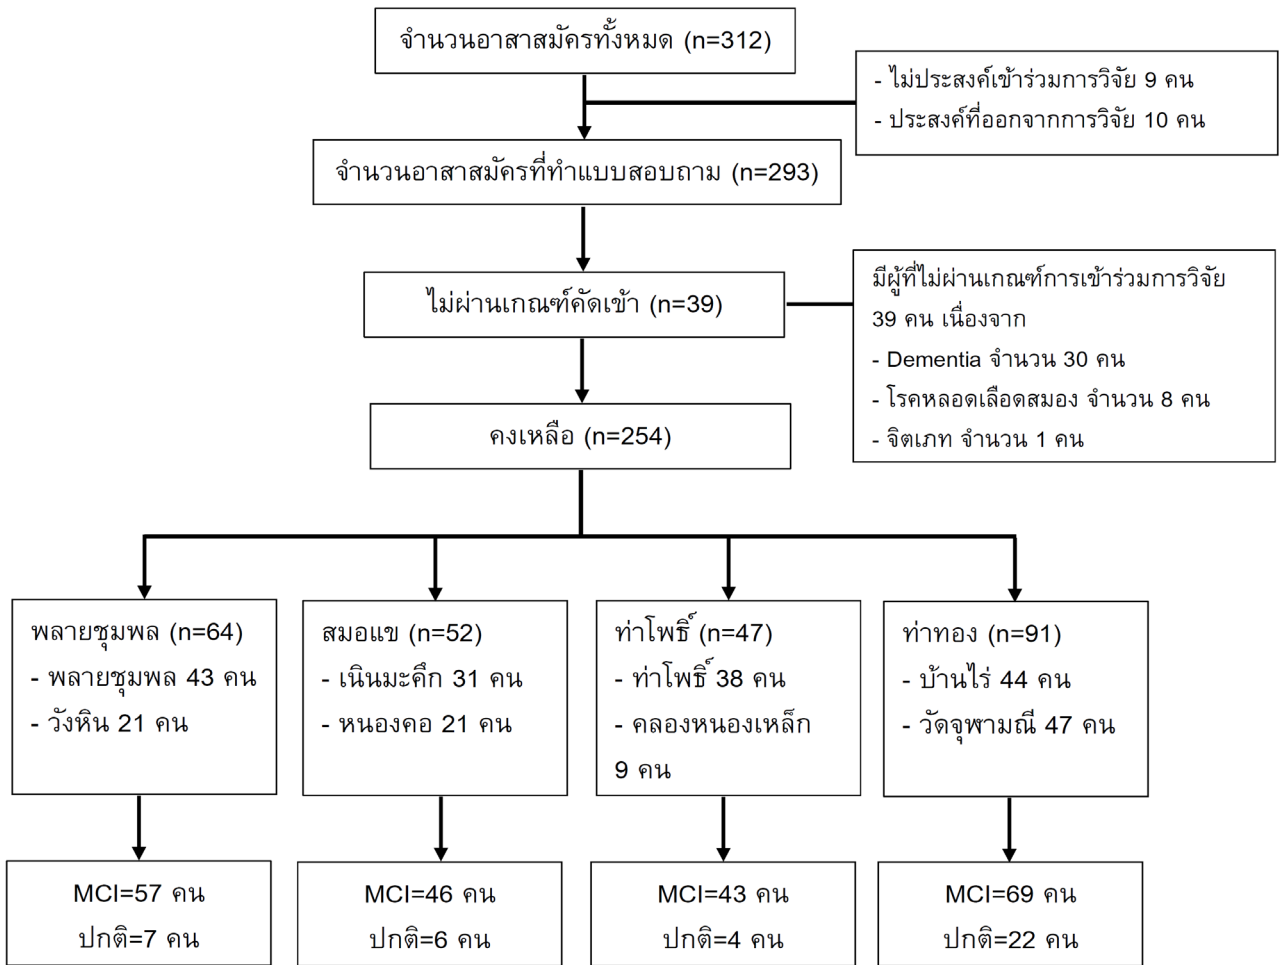 จำนวนอาสาสมัครทั้งหมด (n=312)
- ไม่ประสงค์เข้าร่วมการวิจัย 9 คน
- ประสงค์ที่ออกจากการวิจัย 10 คน
จำนวนอาสาสมัครที่ทำแบบสอบถาม (n=293)
ไม่ผ่านเกณฑ์คัดเข้า (n=39)
มีผู้ที่ไม่ผ่านเกณฑ์การเข้าร่วมการวิจัย
39 คน เนื่องจาก
- Dementia จำนวน 30 คน
- โรคหลอดเลือดสมอง จำนวน 8 คน
- จิตเภท จำนวน 1 คน
คงเหลือ (n=254)
พลายชุมพล (n=64)
- พลายชุมพล 43 คน
- วังหิน 21 คน
สมอแข (n=52)
- เนินมะคึก 31 คน
- หนองคอ 21 คน
ท่าโพธิ์ (n=47)
- ท่าโพธิ์ 38 คน
- คลองหนองเหล็ก
9 คน
ท่าทอง (n=91)
- บ้านไร่ 44 คน
- วัดจุฬามณี 47 คน
MCI=57 คน
ปกติ=7 คน
MCI=46 คน
ปกติ=6 คน
MCI=43 คน
ปกติ=4 คน
MCI=69 คน
ปกติ=22 คน